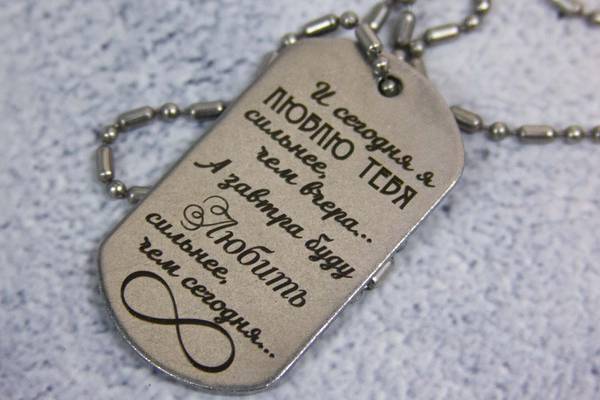 И сегодня я
ЛЮБЛЮ ТЕБЯ
сильнее,
чем вчера...
А завтра буду
Любить
сильнее,
чем сегодня...